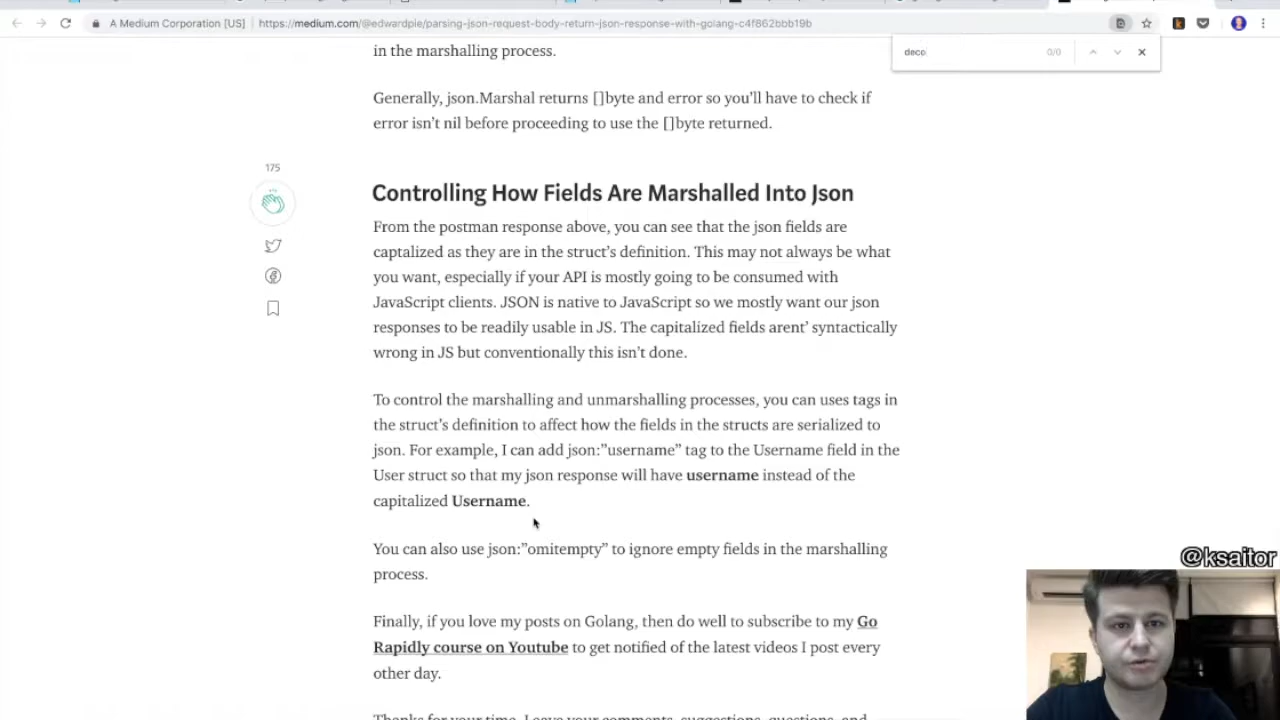 A Medium Corporation [US]
https://medium.com/@edwardpie/parsing-json-request-body-return-json-response-with-golang-c4f862bbb19b
deco
0/0
in the marshalling process.
Generally, json.Marshal returns []byte and error so you'll have to check if
error isn't nil before proceeding to use the []byte returned.
175
Controlling How Fields Are Marshalled Into Json
From the postman response above, you can see that the json fields are
captalized as they are in the struct's definition. This may not always be what
you want, especially if your API is mostly going to be consumed with
JavaScript clients. JSON is native to JavaScript so we mostly want our json
responses to be readily usable in JS. The capitalized fields arent' syntactically
wrong in JS but conventionally this isn't done.
To control the marshalling and unmarshalling processes, you can uses tags in
the struct's definition to affect how the fields in the structs are serialized to
json. For example, I can add json:"username" tag to the Username field in the
User struct so that my json response will have username instead of the
capitalized Username.
You can also use json:"omitempty" to ignore empty fields in the marshalling
process.
Finally, if you love my posts on Golang, then do well to subscribe to my Go
Rapidly course on Youtube to get notified of the latest videos I post every
other day.
Thanks for your time. Leave your comments, suggestions, questions, and
@ksaitor